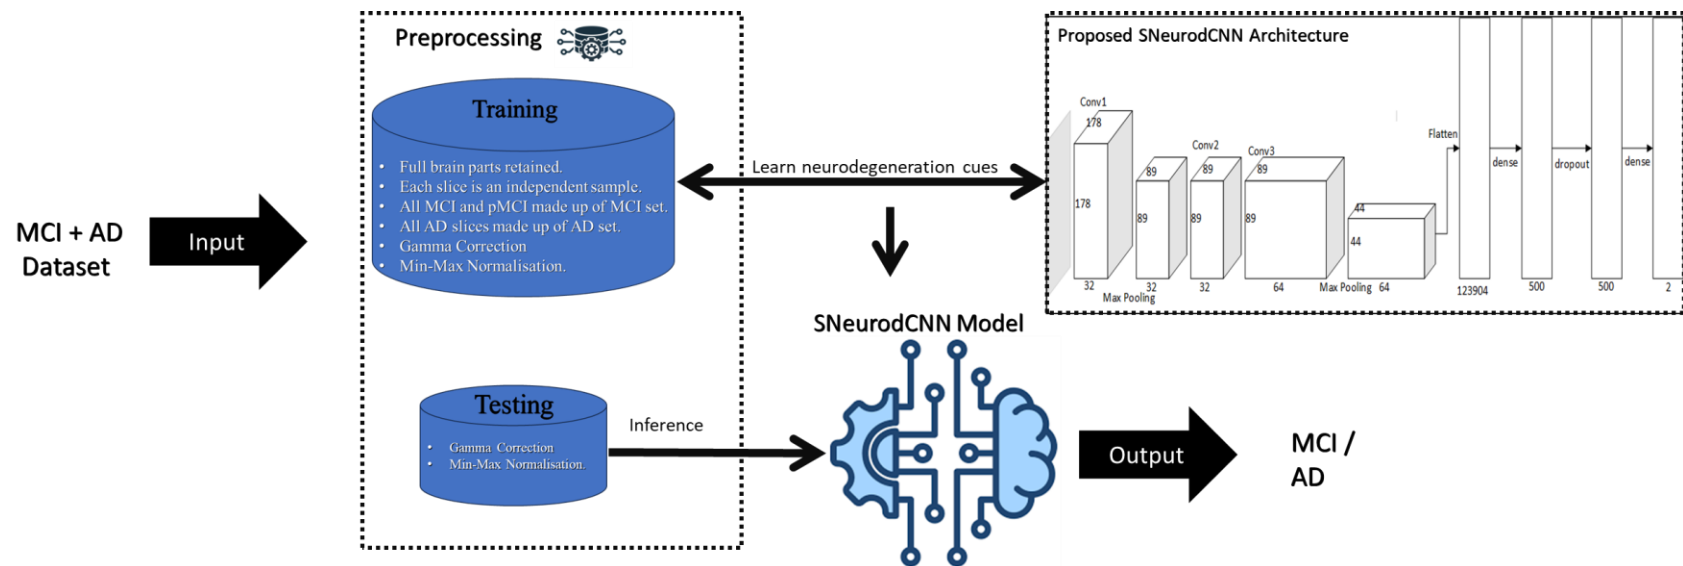 MCI + AD
Dataset
Input
Preprocessing
Training
• Full brain parts retained.
• Each slice is an independent sample.
• All MCI and pMCI made up of MCI set.
• All AD slices made up of AD set.
• Gamma Correction
• Min-Max Normalisation.
Testing
• Gamma Correction
• Min-Max Normalisation.
Learn neurodegeneration cues
Inference
SNeurodCNN Model
Output
MCI /
AD
Proposed SNeurodCNN Architecture
Conv1
178
178
32
Max Pooling
89
89
32
Conv2
89
89
32
Conv3
89
89
64
Max Pooling
44
44
64
Flatten
123904
dense
500
dropout
500
dense
2